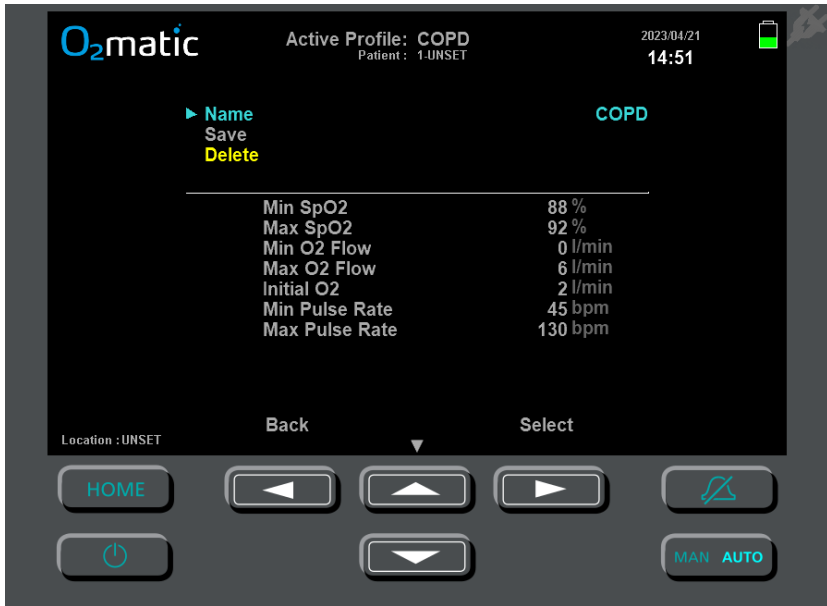 O2matic
Active Profile: COPD
Patient: 1-UNSET
2023/04/21
14:51
Name COPD
Save
Delete
Min SpO2 88 %
Max SpO2 92 %
Min O2 Flow 0 l/min
Max O2 Flow 6 l/min
Initial O2 2 l/min
Min Pulse Rate 45 bpm
Max Pulse Rate 130 bpm
Back Select
Location :UNSET
HOME
MAN AUTO